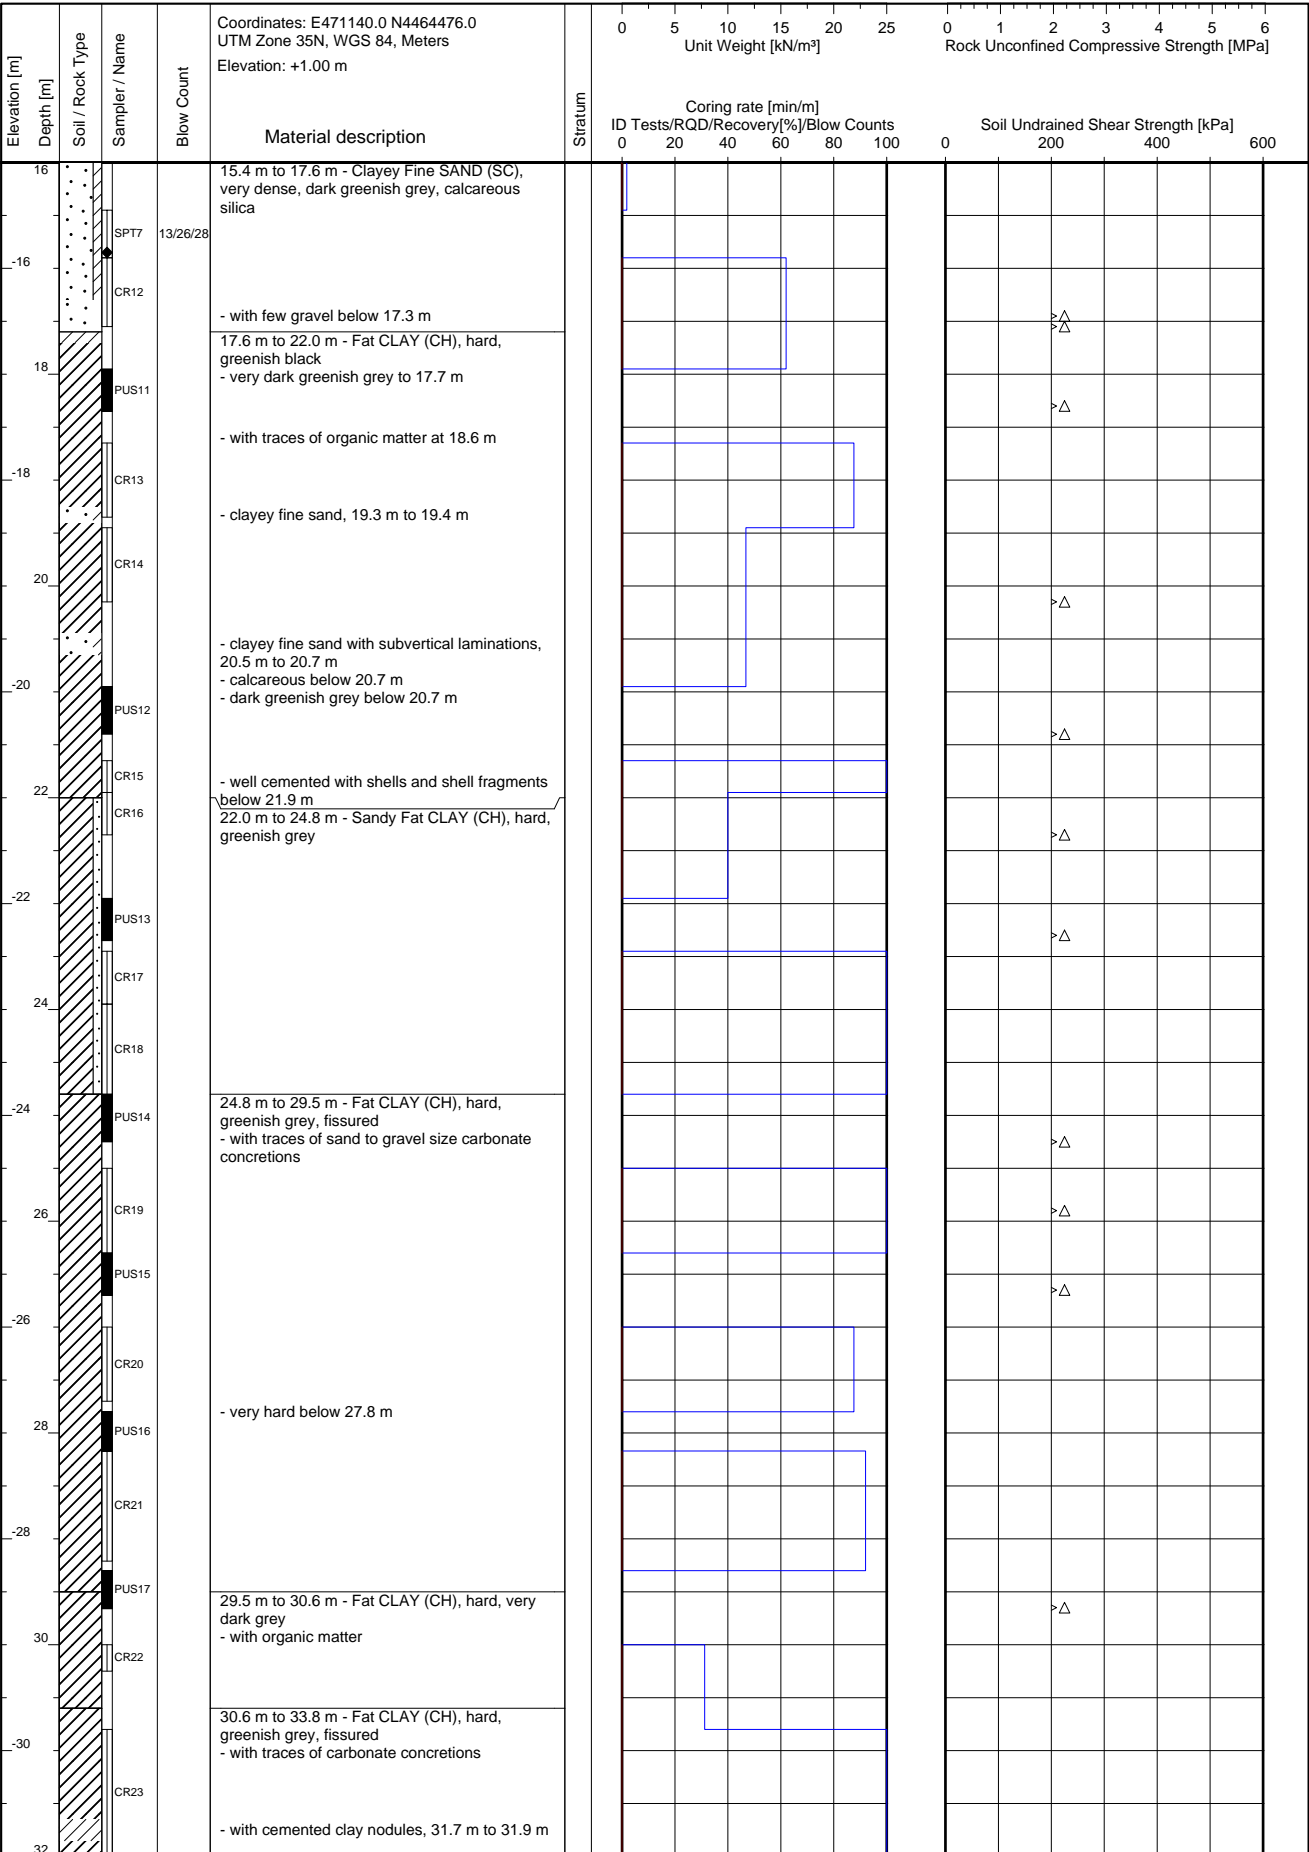 Coordinates: E471140.0 N4464476.0
UTM Zone 35N, WGS 84, Meters
Elevation: +1.00 m
Elevation [m]
Depth [m]
Soil / Rock Type
Sampler / Name
Blow Count
Material description
Stratum
0 5 10 15 20 25
Unit Weight [kN/m³]
Coring rate [min/m]
ID Tests/RQD/Recovery[%]/Blow Counts
0 20 40 60 80 100
0 1 2 3 4 5 6
Rock Unconfined Compressive Strength [MPa]
Soil Undrained Shear Strength [kPa]
0 200 400 600
16
15.4 m to 17.6 m - Clayey Fine SAND (SC),
very dense, dark greenish grey, calcareous
silica
SPT7 13/26/28
-16
CR12
- with few gravel below 17.3 m
17.6 m to 22.0 m - Fat CLAY (CH), hard,
greenish black
18
- very dark greenish grey to 17.7 m
PUS11
- with traces of organic matter at 18.6 m
-18
CR13
- clayey fine sand, 19.3 m to 19.4 m
CR14
20
- clayey fine sand with subvertical laminations,
20.5 m to 20.7 m
- calcareous below 20.7 m
-20
- dark greenish grey below 20.7 m
PUS12
CR15
- well cemented with shells and shell fragments
below 21.9 m
22
CR16
22.0 m to 24.8 m - Sandy Fat CLAY (CH), hard,
greenish grey
-22
PUS13
CR17
24
CR18
-24
24.8 m to 29.5 m - Fat CLAY (CH), hard,
greenish grey, fissured
PUS14
- with traces of sand to gravel size carbonate
concretions
CR19
26
PUS15
-26
CR20
- very hard below 27.8 m
28
PUS16
CR21
-28
PUS17
29.5 m to 30.6 m - Fat CLAY (CH), hard, very
dark grey
- with organic matter
30
CR22
30.6 m to 33.8 m - Fat CLAY (CH), hard,
greenish grey, fissured
-30
- with traces of carbonate concretions
CR23
- with cemented clay nodules, 31.7 m to 31.9 m
32